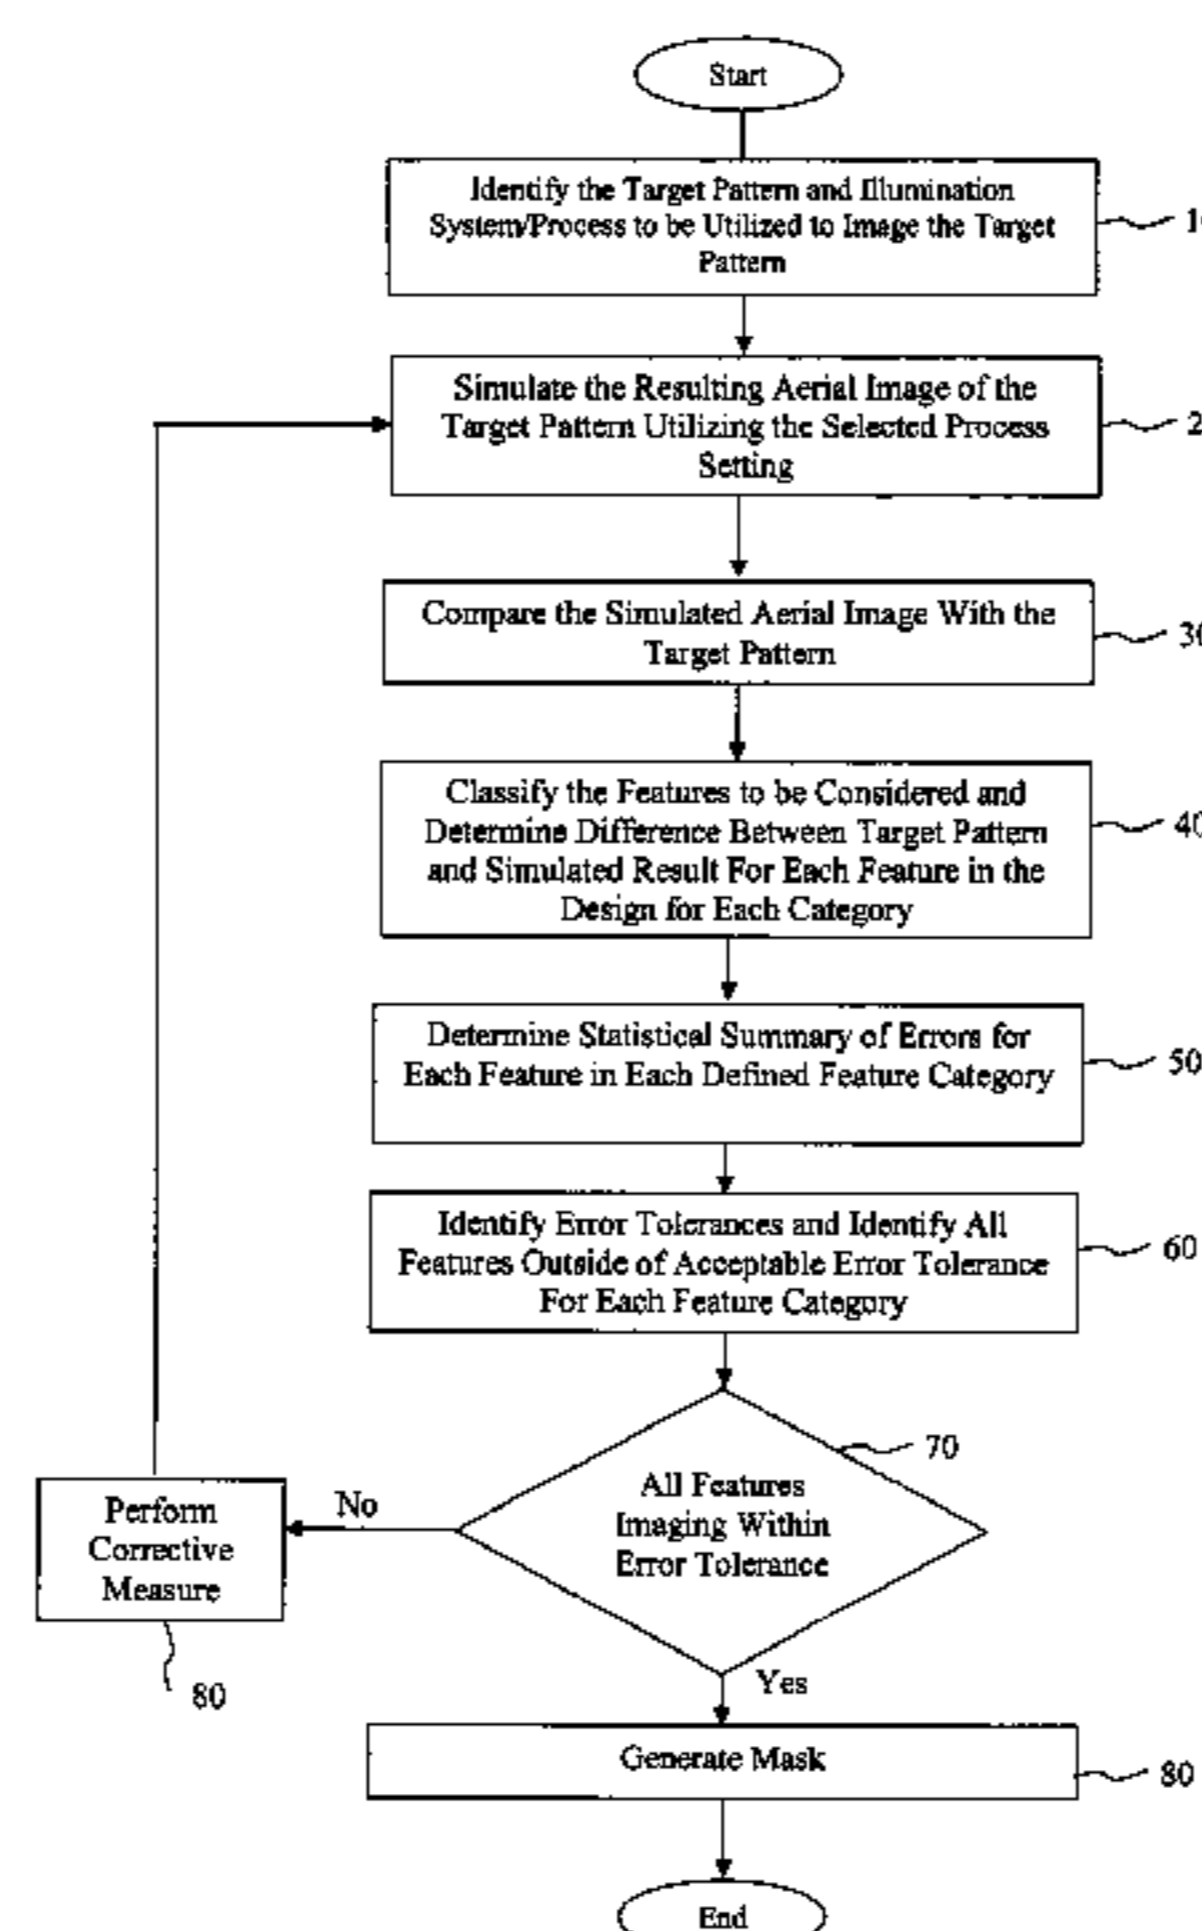 Start
Identify the Target Pattern and Illumination
System/Process to be Utilized to Image the Target
Pattern
Simulate the Resulting Aerial Image of the
Target Pattern Utilizing the Selected Process
Setting
2
Compare the Simulated Aerial Image With the
Target Pattern
30
Classify the Features to be Considered and
Determine Difference Between Target Pattern
and Simulated Result For Each Feature in the
Design for Each Category
40
Determine Statistical Summary of Errors for
Each Feature in Each Defined Feature Category
50
Identify Error Tolerances and Identify All
Features Outside of Acceptable Error Tolerance
For Each Feature Category
60
70
All Features
Imaging Within
Error Tolerance
No
Perform
Corrective
Measure
80
Yes
Generate Mask
80
End